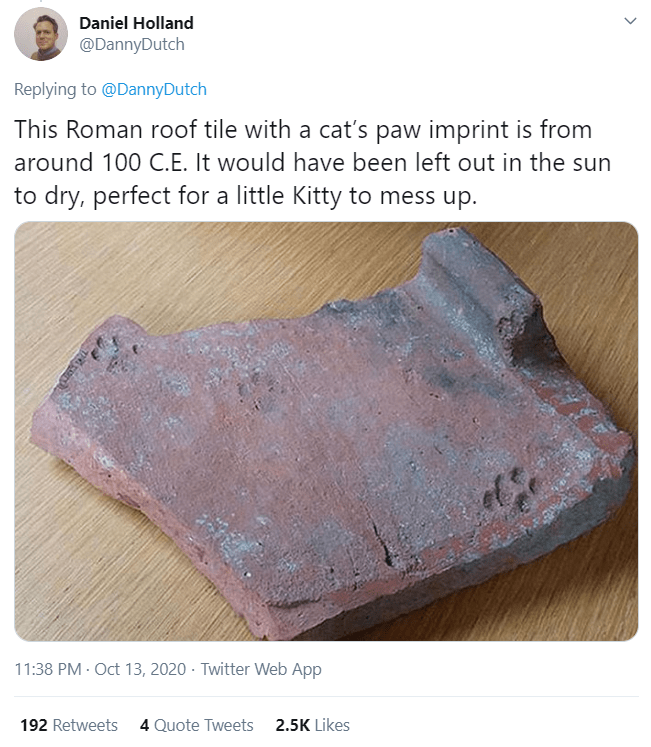 Daniel Holland
@DannyDutch
Replying to @DannyDutch
This Roman roof tile with a cat’s paw imprint is from
around 100 C.E. It would have been left out in the sun
to dry, perfect for a little Kitty to mess up.
11:38 PM · Oct 13, 2020 · Twitter Web App
192 Retweets 4 Quote Tweets 2.5K Likes